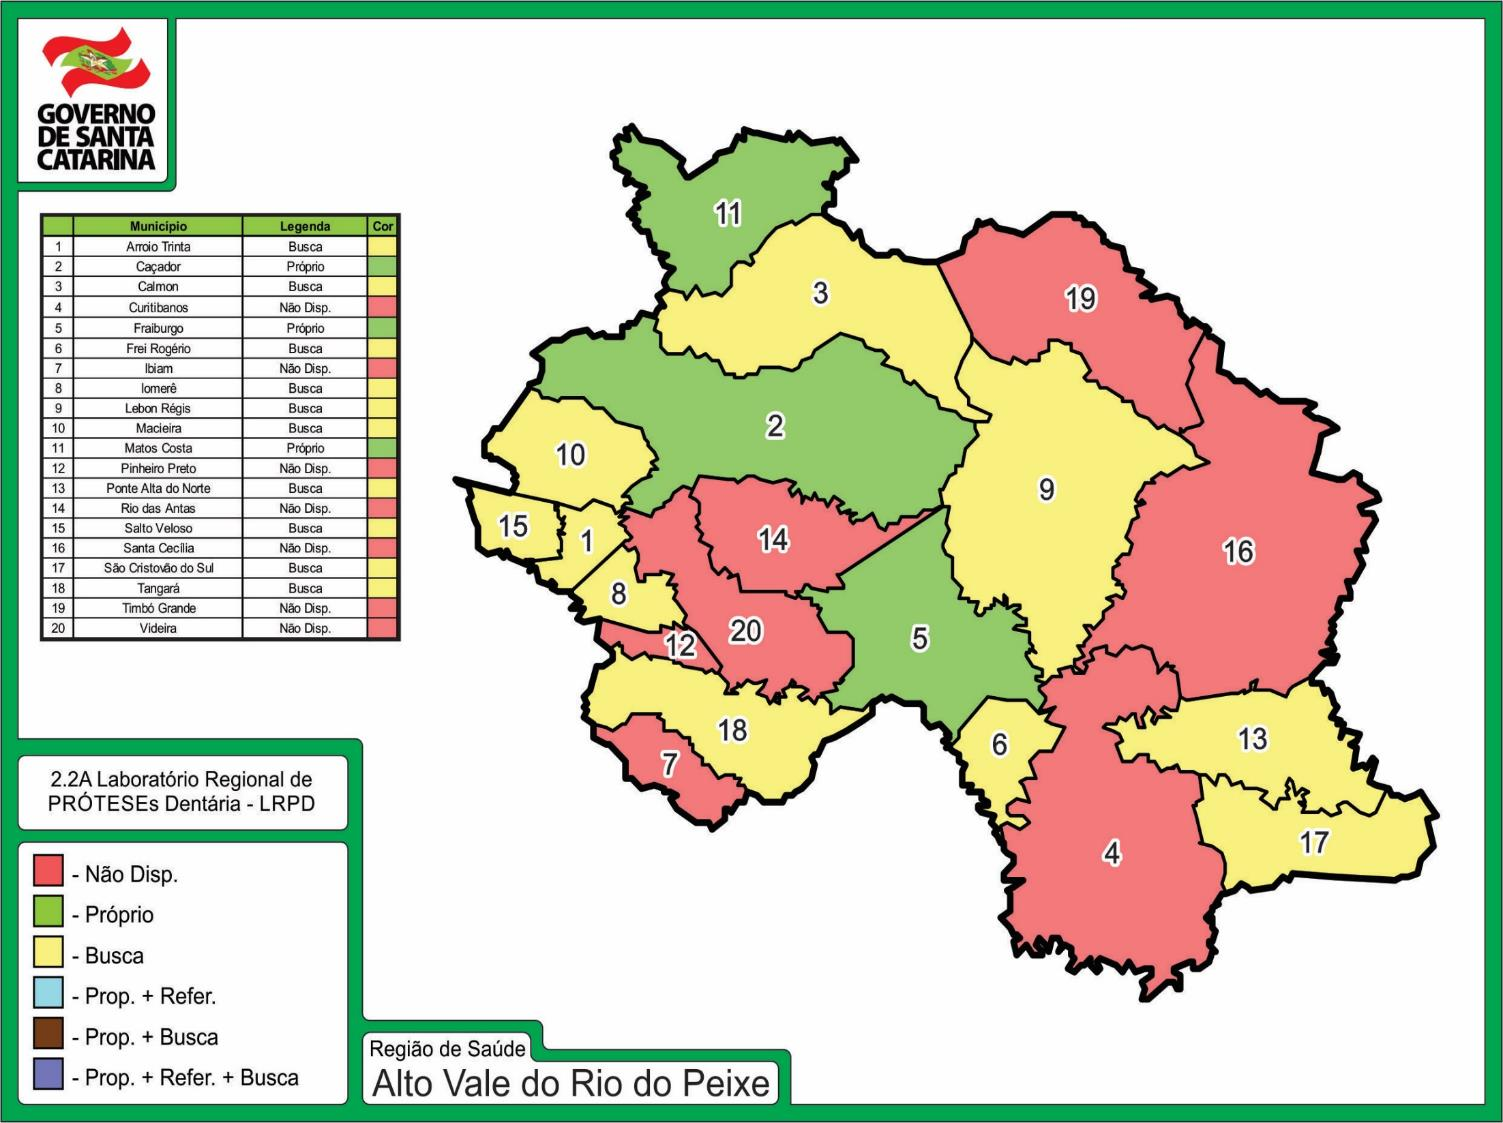 GOVERNO
DE SANTA
CATARINA
Município Legenda Cor
1 Arroio Trinta Busca
2 Caçador Próprio
3 Calmon Busca
4 Curitibanos Não Disp.
5 Fraiburgo Próprio
6 Frei Rogério Busca
7 Ibiam Não Disp.
8 Iomerê Busca
9 Lebon Régis Busca
10 Macieira Busca
11 Matos Costa Próprio
12 Pinheiro Preto Não Disp.
13 Ponte Alta do Norte Busca
14 Rio das Antas Não Disp.
15 Salto Veloso Busca
16 Santa Cecília Não Disp.
17 São Cristovão do Sul Busca
18 Tangará Busca
19 Timbó Grande Não Disp.
20 Videira Não Disp.
11
3
19
2
10
9
15
1
14
16
8
20
12
5
18
6
13
7
17
4
2.2A Laboratório Regional de
PRÓTESEs Dentária - LRPD
- Não Disp.
- Próprio
- Busca
- Prop. + Refer.
- Prop. + Busca
- Prop. + Refer. + Busca
Região de Saúde
Alto Vale do Rio do Peixe